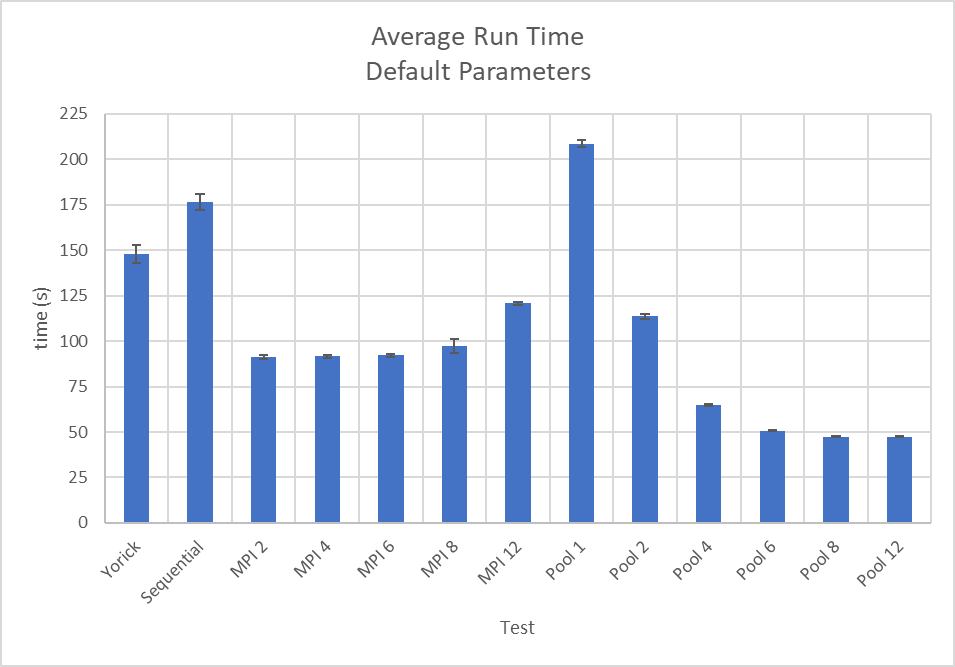 Average Run Time
Default Parameters
225
200
175
150
125
100
75
50
25
0
time (s)
Yorick
Sequential
MPI 2
MPI 4
MPI 6
MPI 8
MPI 12
Pool 1
Pool 2
Pool 4
Pool 6
Pool 8
Pool 12
Test